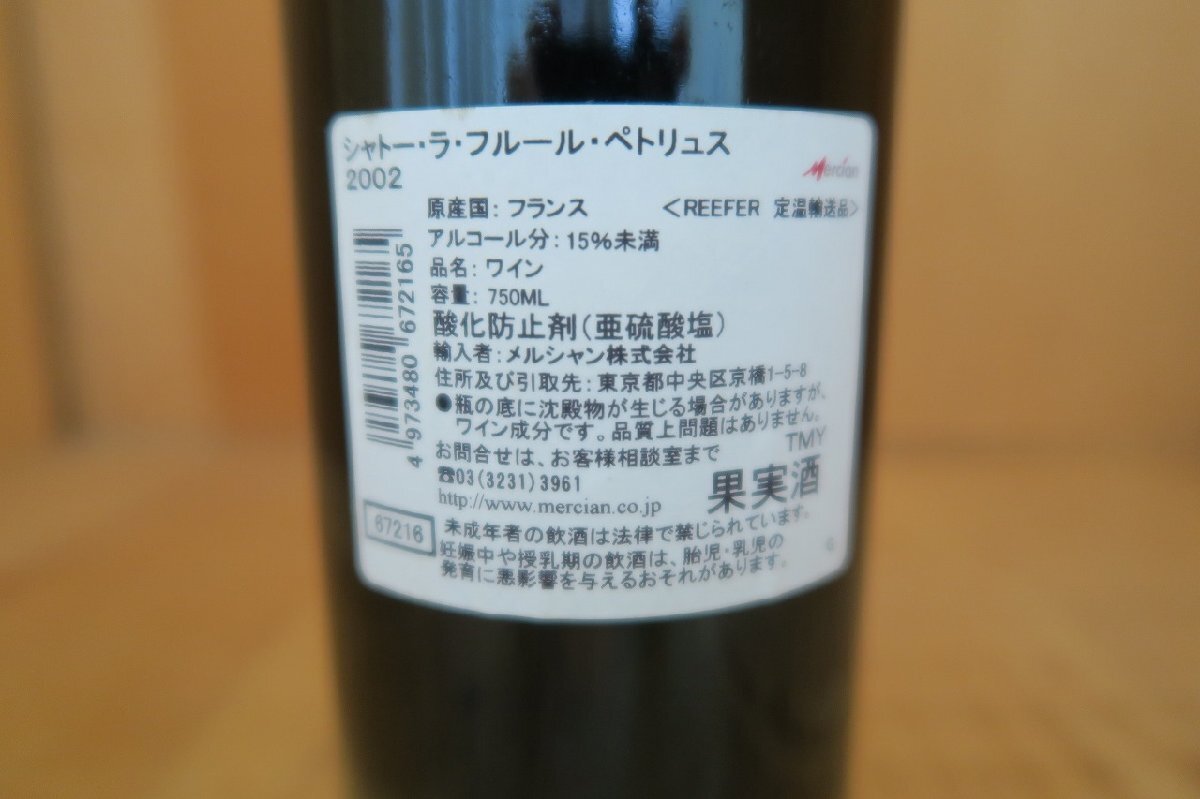 シャトー・ラ・フルール・ペトリュス
2002
Mercian
原産国: フランス　<REEFER 定温輸送品>
アルコール分: 15%未満
品名: ワイン
容量: 750ML
酸化防止剤(亜硫酸塩)
輸入者: メルシャン株式会社
住所及び引取先: 東京都中央区京橋1-5-8
●瓶の底に沈殿物が生じる場合がありますが、
ワイン成分です。品質上問題はありません。
TMY
お問合せは、お客様相談室まで
☎03(3231)3961
http://www.mercian.co.jp
果実酒
未成年者の飲酒は法律で禁じられています。
妊娠中や授乳期の飲酒は、胎児・乳児の
発育に悪影響を与えるおそれがあります。
G
4 973480 672165
67216